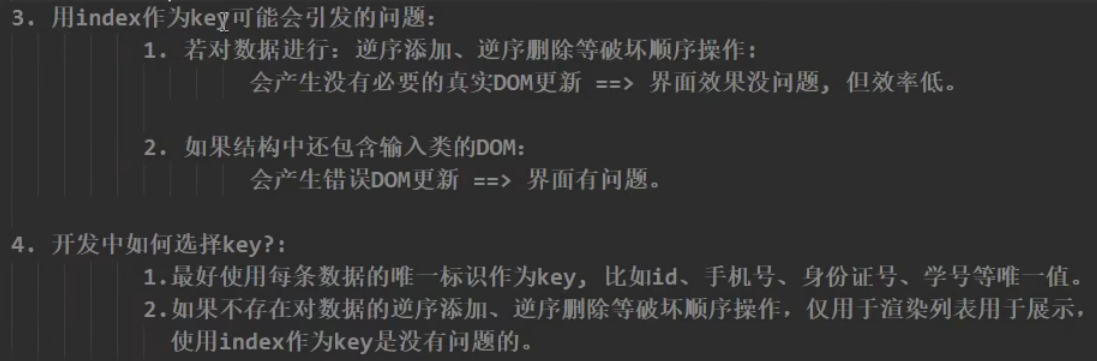 3. 用index作为key可能会引发的问题:
1. 若对数据进行: 逆序添加、逆序删除等破坏顺序操作:
会产生没有必要的真实DOM更新 ==> 界面效果没问题, 但效率低。
2. 如果结构中还包含输入类的DOM:
会产生错误DOM更新 ==> 界面有问题。
4. 开发中如何选择key?:
1.最好使用每条数据的唯一标识作为key, 比如id、手机号、身份证号、学号等唯一值。
2.如果不存在对数据的逆序添加、逆序删除等破坏顺序操作，仅用于渲染列表用于展示，
使用index作为key是没有问题的。